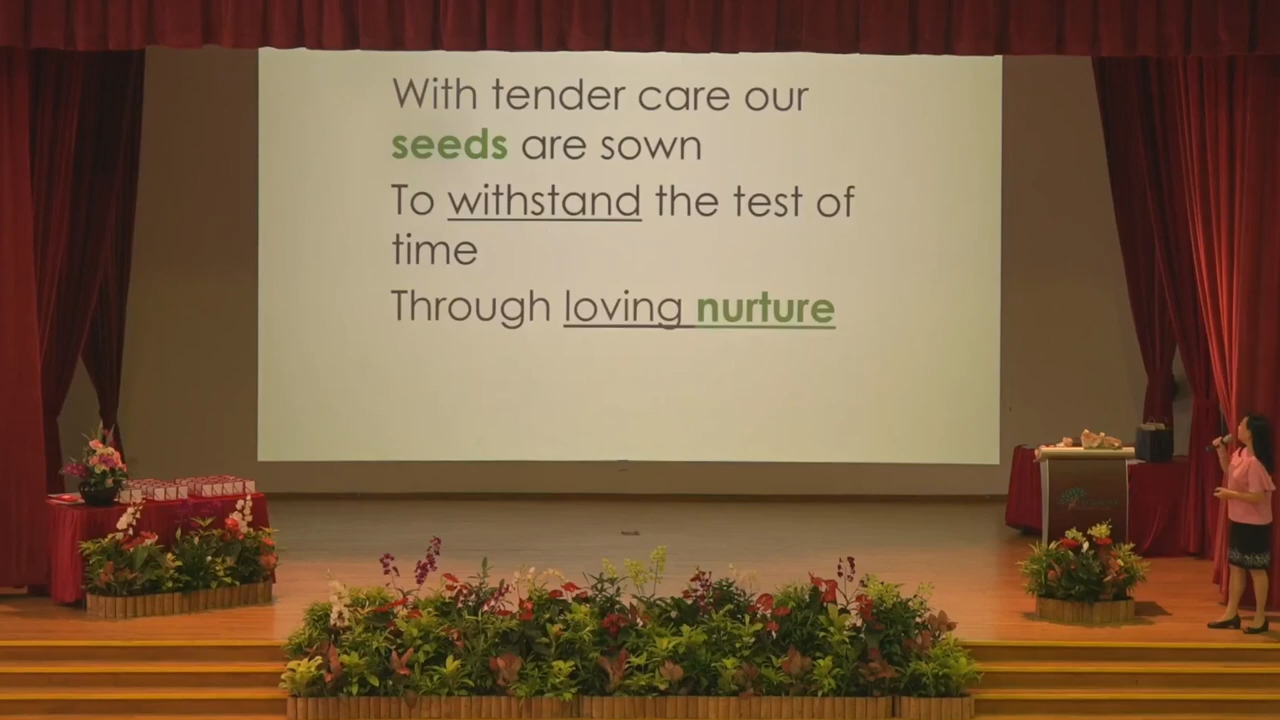 With tender care our
seeds are sown
To withstand the test of
time
Through loving nurture